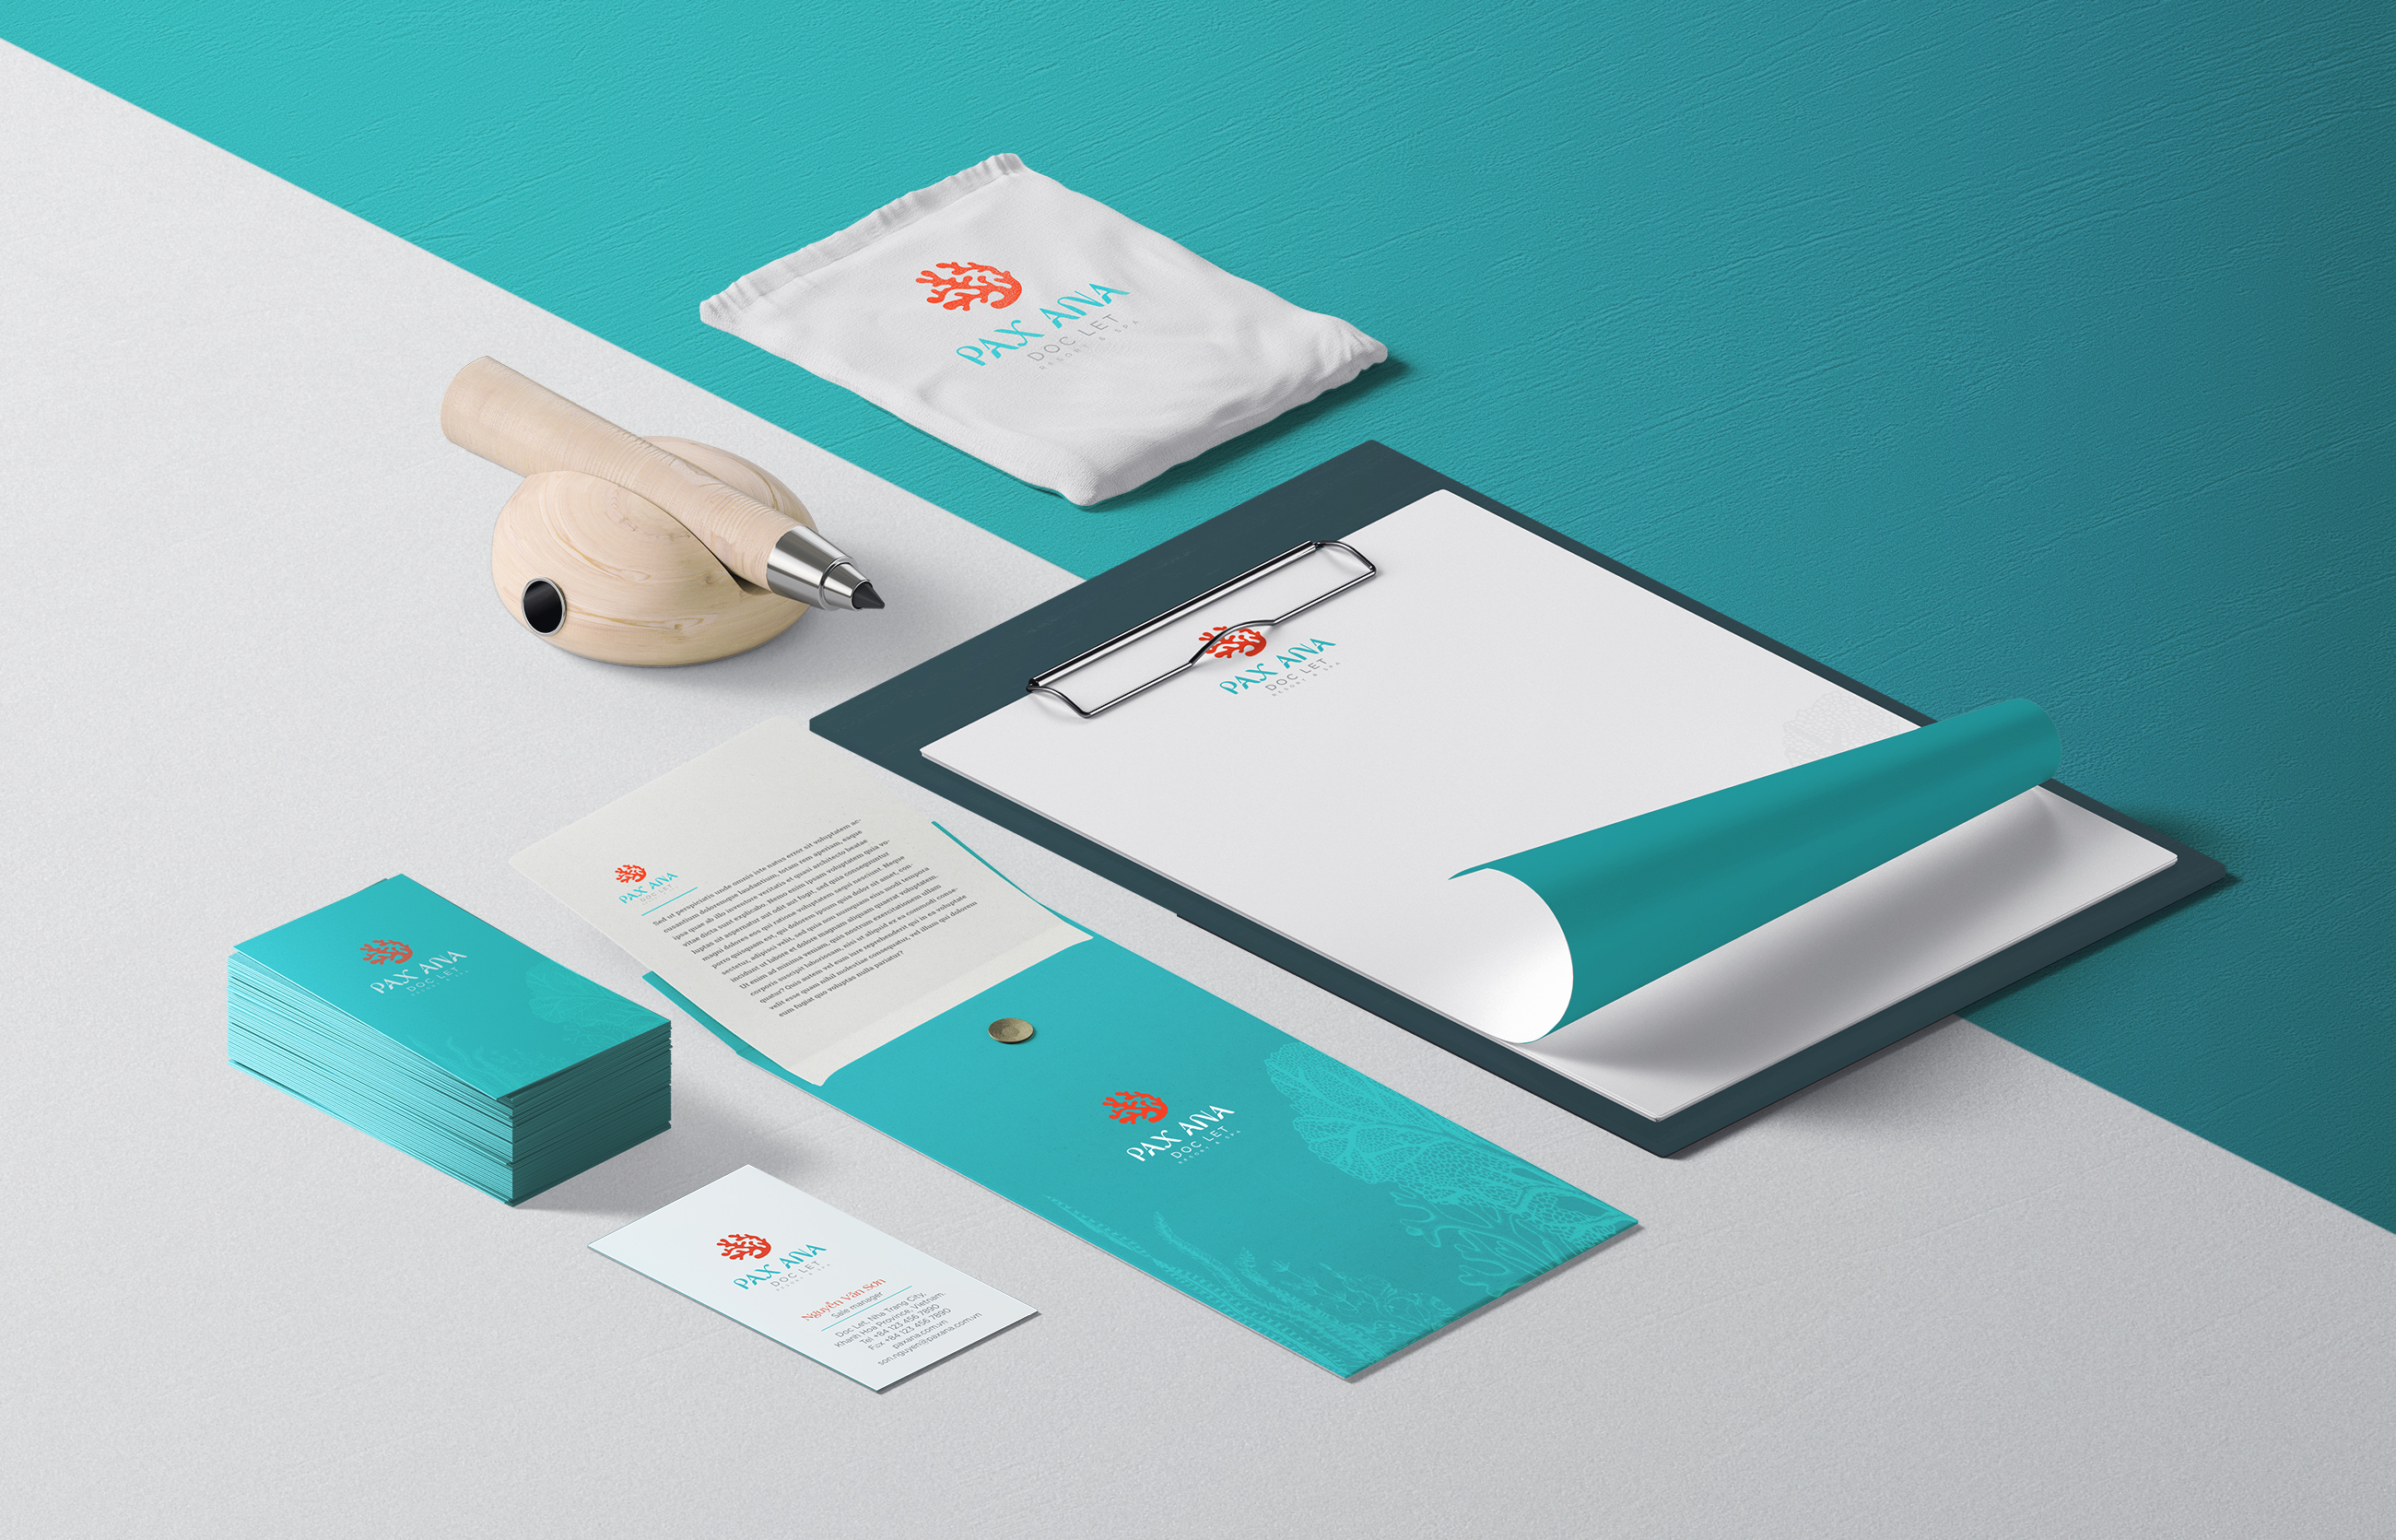 PAX ANA
DOC LET
RESORT & SPA
PAX ANA
DOC LET
RESORT & SPA
PAX ANA
DOC LET
Sed ut perspiciatis unde omnis iste natus error sit voluptatem ac-
cusantium doloremque laudantium, totam rem aperiam, eaque
ipsa quae ab illo inventore veritatis et quasi architecto beatae
vitae dicta sunt explicabo. Nemo enim ipsam voluptatem quia vo-
luptas sit aspernatur aut odit aut fugit, sed quia consequuntur
magni dolores eos qui ratione voluptatem sequi nesciunt. Neque
porro quisquam est, qui dolorem ipsum quia dolor sit amet, con-
sectetur, adipisci velit, sed quia non numquam eius modi tempora
incidunt ut labore et dolore magnam aliquam quaerat voluptatem.
Ut enim ad minima veniam, quis nostrum exercitationem ullam
corporis suscipit laboriosam, nisi ut aliquid ex ea commodi conse-
quatur? Quis autem vel eum iure reprehenderit qui in ea voluptate
velit esse quam nihil molestiae consequatur, vel illum qui dolorem
eum fugiat quo voluptas nulla pariatur?
PAX ANA
DOC LET
RESORT & SPA
PAX ANA
DOC LET
RESORT & SPA
PAX ANA
DOC LET
RESORT & SPA
Nguyễn Văn Sơn
Sale manager
Doc Let, Nha Trang City,
Khanh Hoa Province, Vietnam.
Tel +84 123 456 7890
Fax +84 123 456 7890
paxana.com.vn
son.nguyen@paxana.com.vn